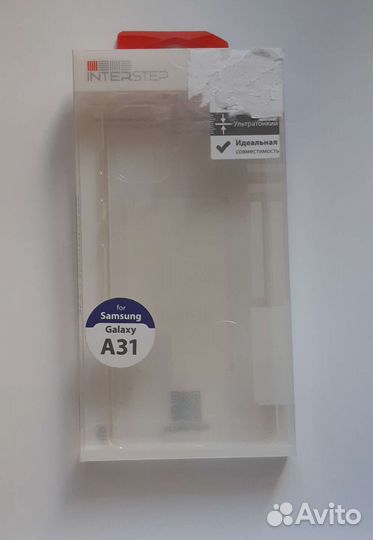 INTERSTEP
Ультратонкий
Идеальная
совместимость
for
Samsung
Galaxy
A31
Avito